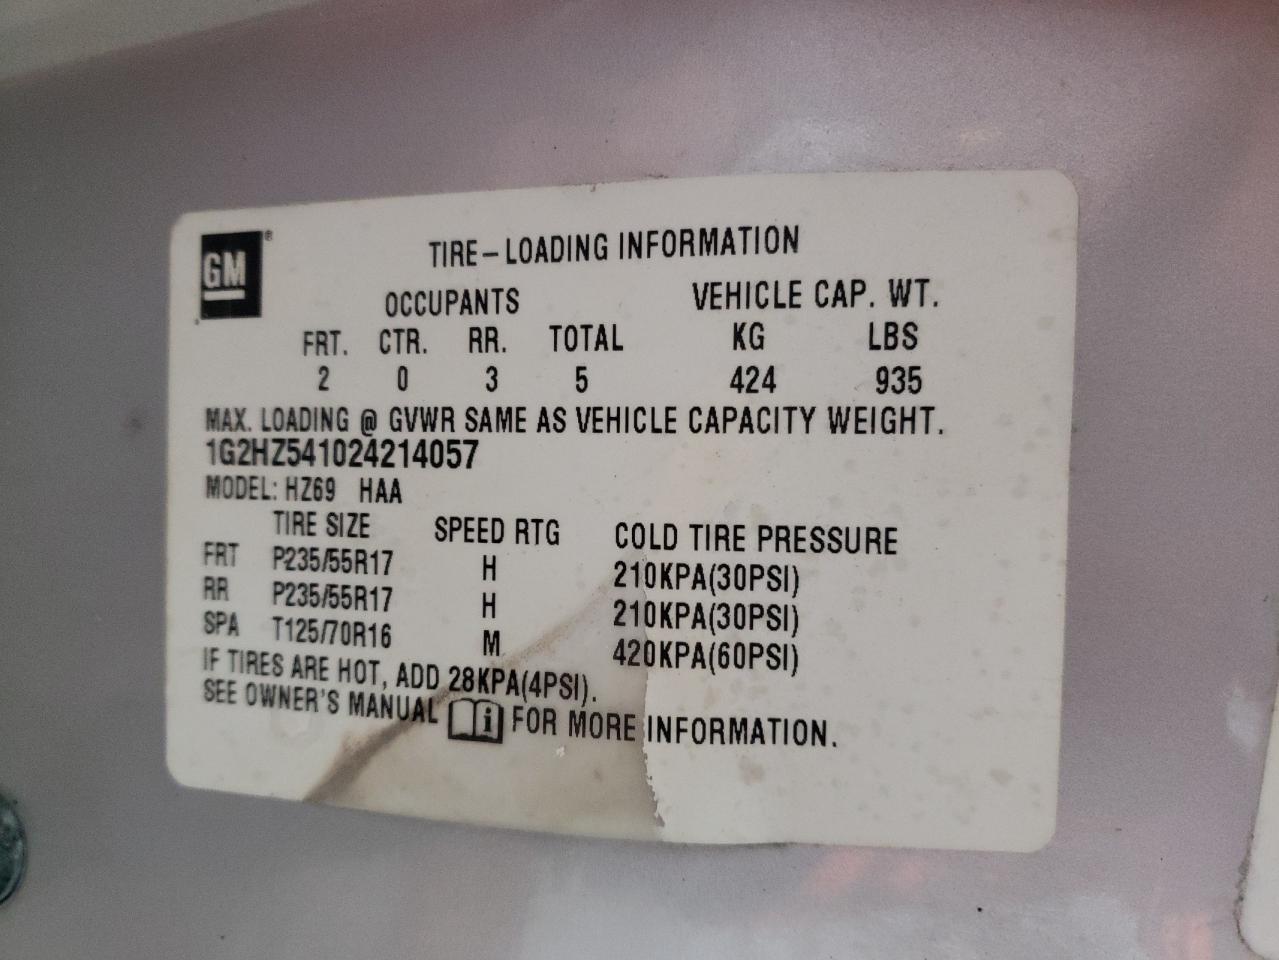 GM ®
TIRE-LOADING INFORMATION
OCCUPANTS VEHICLE CAP. WT.
FRT. CTR. RR. TOTAL KG LBS
2 0 3 5 424 935
MAX. LOADING @ GVWR SAME AS VEHICLE CAPACITY WEIGHT.
1G2HZ541024214057
MODEL: HZ69 HAA
TIRE SIZE SPEED RTG COLD TIRE PRESSURE
FRT P235/55R17 H 210KPA(30PSI)
RR P235/55R17 H 210KPA(30PSI)
SPA T125/70R16 M 420KPA(60PSI)
IF TIRES ARE HOT, ADD 28KPA(4PSI).
SEE OWNER'S MANUAL i FOR MORE INFORMATION.